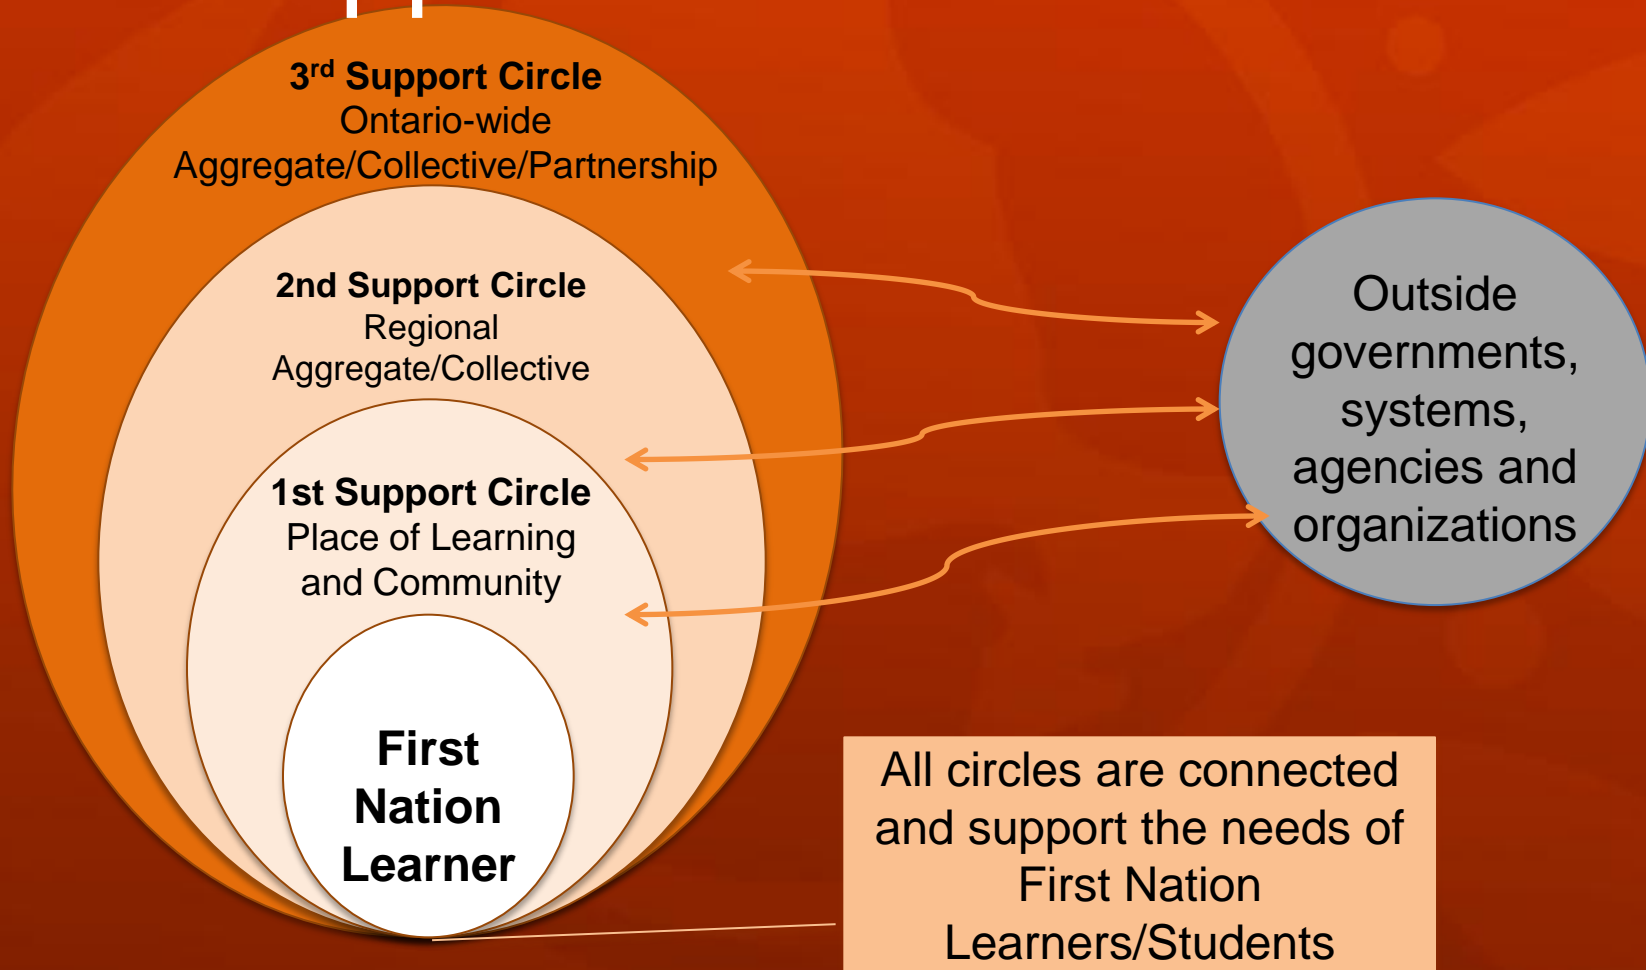 3rd Support Circle
Ontario-wide
Aggregate/Collective/Partnership
2nd Support Circle
Regional
Aggregate/Collective
1st Support Circle
Place of Learning
and Community
First
Nation
Learner
Outside
governments,
systems,
agencies and
organizations
All circles are connected
and support the needs of
First Nation
Learners/Students